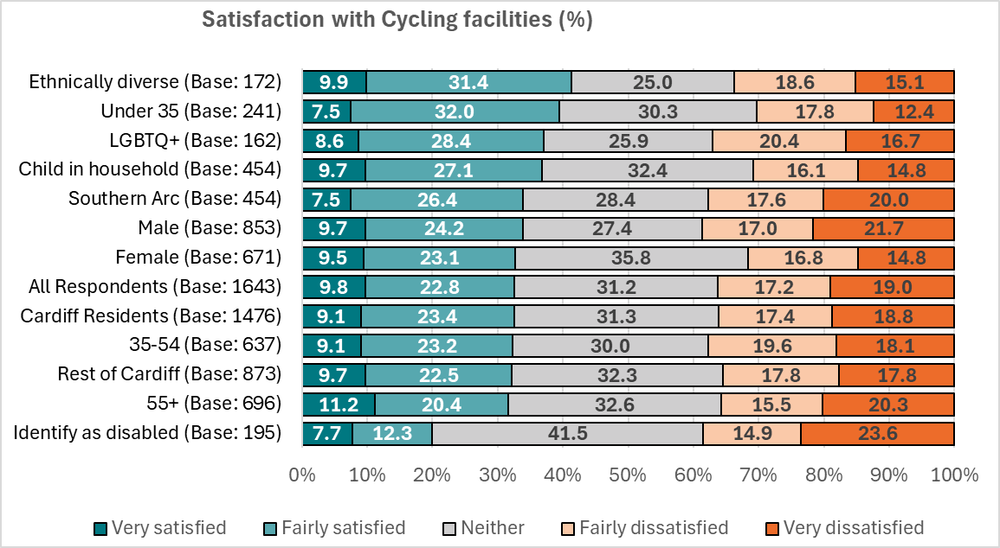 Satisfaction with Cycling facilities (%)
Ethnically diverse (Base: 172) 9.9 31.4 25.0 18.6 15.1
Under 35 (Base: 241) 7.5 32.0 30.3 17.8 12.4
LGBTQ+ (Base: 162) 8.6 28.4 25.9 20.4 16.7
Child in household (Base: 454) 9.7 27.1 32.4 16.1 14.8
Southern Arc (Base: 454) 7.5 26.4 28.4 17.6 20.0
Male (Base: 853) 9.7 24.2 27.4 17.0 21.7
Female (Base: 671) 9.5 23.1 35.8 16.8 14.8
All Respondents (Base: 1643) 9.8 22.8 31.2 17.2 19.0
Cardiff Residents (Base: 1476) 9.1 23.4 31.3 17.4 18.8
35-54 (Base: 637) 9.1 23.2 30.0 19.6 18.1
Rest of Cardiff (Base: 873) 9.7 22.5 32.3 17.8 17.8
55+ (Base: 696) 11.2 20.4 32.6 15.5 20.3
Identify as disabled (Base: 195) 7.7 12.3 41.5 14.9 23.6
0% 10% 20% 30% 40% 50% 60% 70% 80% 90% 100%
Very satisfied Fairly satisfied Neither Fairly dissatisfied Very dissatisfied